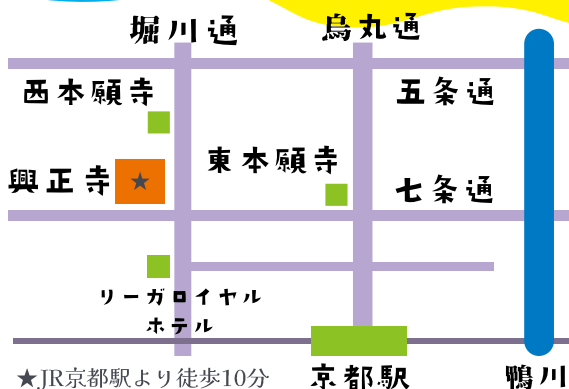 堀川通
烏丸通
西本願寺
五条通
東本願寺
興正寺
★
七条通
リーガロイヤル
ホテル
★JR京都駅より徒歩10分
京都駅
鴨川